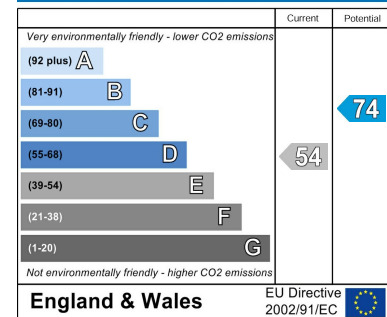 Current Potential
Very environmentally friendly - lower CO2 emissions
(92 plus) A
(81-91) B
(69-80) C
(55-68) D
(39-54) E
(21-38) F
(1-20) G
74
54
Not environmentally friendly - higher CO2 emissions
England & Wales
EU Directive
2002/91/EC